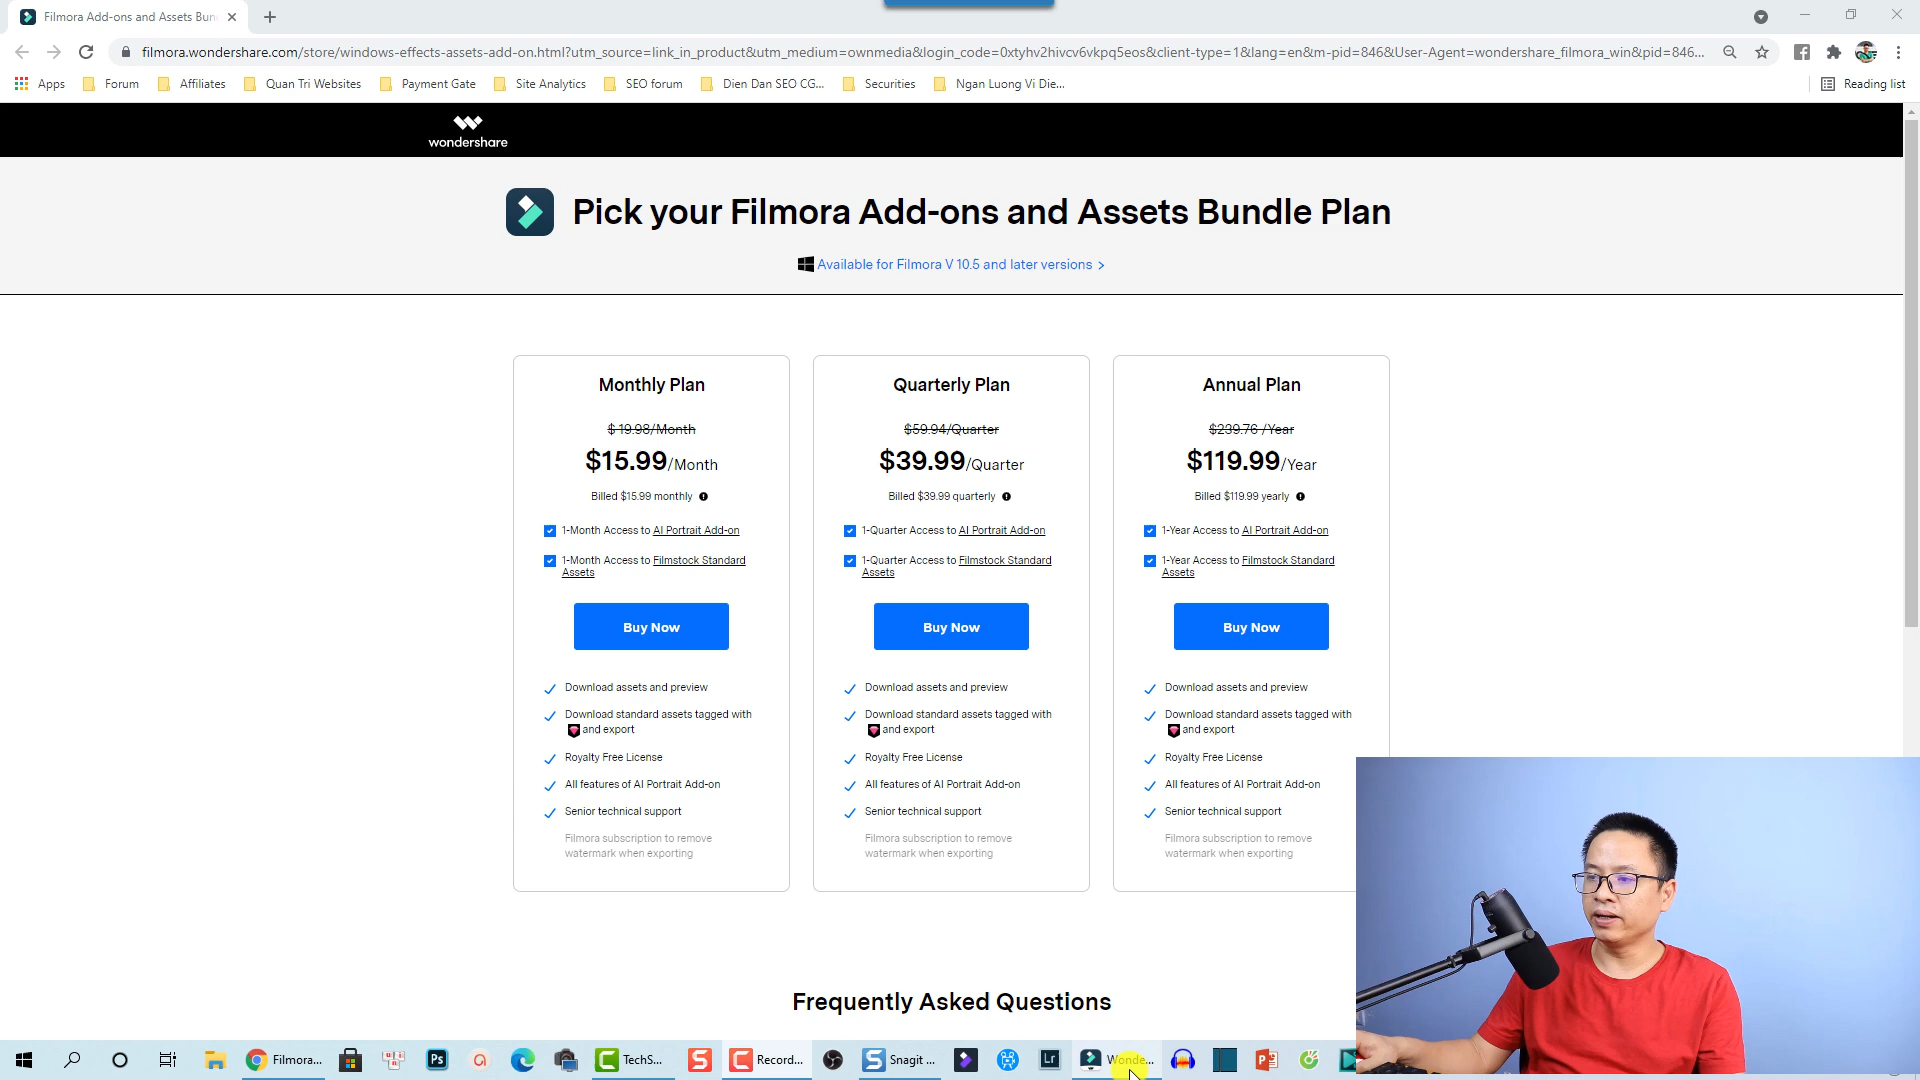 Filmora Add-ons and Assets Bun
filmora.wondershare.com/store/windows-effects-assets-add-on.html?utm_source=link_in_product&utm_medium=ownmedia&login_code=0xtyhv2hivcv6vkpq5eos&client-type=1&lang=en&m-pid=846&User-Agent=wondershare_filmora_win&pid=846...
Apps Forum Affiliates Quan Tri Websites Payment Gate Site Analytics SEO forum Dien Dan SEO CG... Securities Ngan Luong Vi Die... Reading list
wondershare
Pick your Filmora Add-ons and Assets Bundle Plan
Available for Filmora V 10.5 and later versions >
Monthly Plan
$ 19.98/Month
$15.99/Month
Billed $15.99 monthly
1-Month Access to AI Portrait Add-on
1-Month Access to Filmstock Standard
Assets
Buy Now
Download assets and preview
Download standard assets tagged with
and export
Royalty Free License
All features of AI Portrait Add-on
Senior technical support
Filmora subscription to remove
watermark when exporting
Quarterly Plan
$59.94/Quarter
$39.99/Quarter
Billed $39.99 quarterly
1-Quarter Access to AI Portrait Add-on
1-Quarter Access to Filmstock Standard
Assets
Buy Now
Download assets and preview
Download standard assets tagged with
and export
Royalty Free License
All features of AI Portrait Add-on
Senior technical support
Filmora subscription to remove
watermark when exporting
Annual Plan
$239.76 /Year
$119.99/Year
Billed $119.99 yearly
1-Year Access to AI Portrait Add-on
1-Year Access to Filmstock Standard
Assets
Buy Now
Download assets and preview
Download standard assets tagged with
and export
Royalty Free License
All features of AI Portrait Add-on
Senior technical support
Filmora subscription to remove
watermark when exporting
Frequently Asked Questions
Filmora... Ps TechS... Record... Snagit ... Lr Wonde...